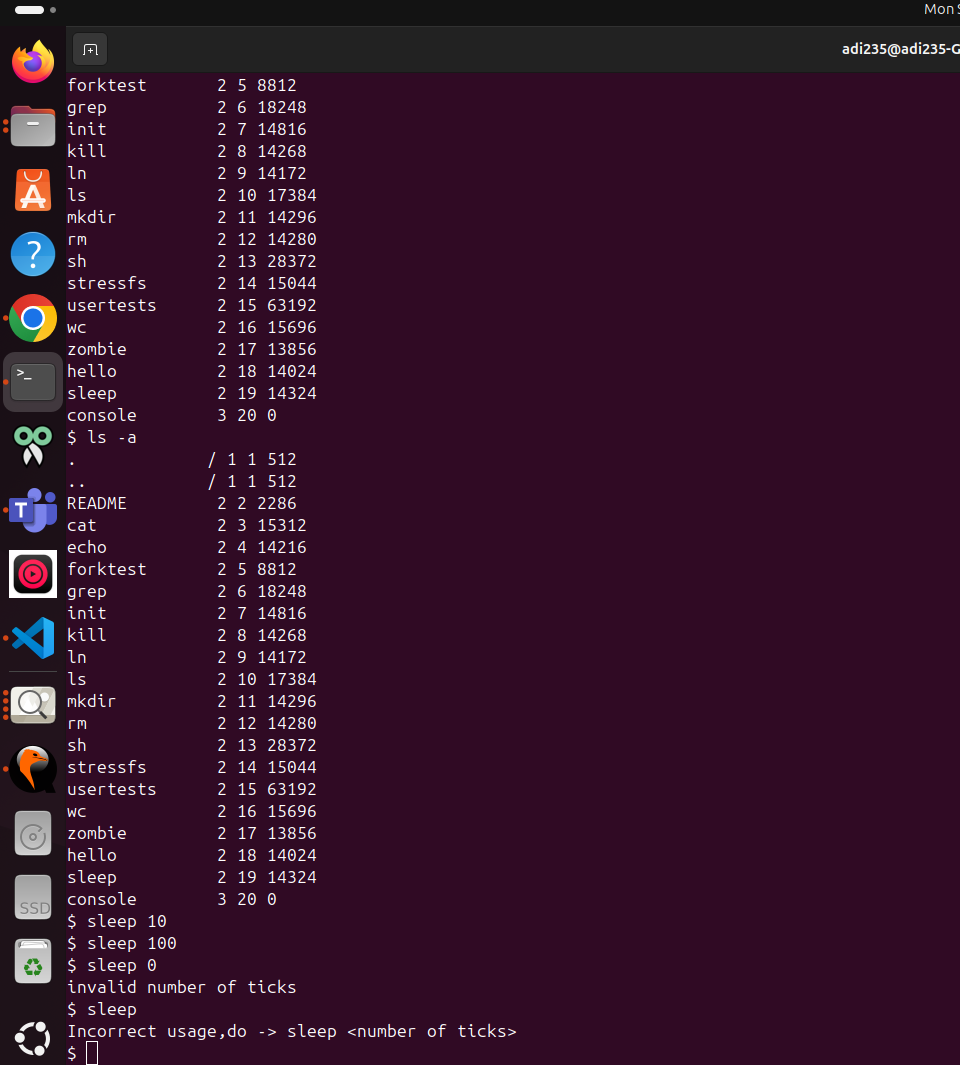 Mon S
adi235@adi235-G
forktest 2 5 8812
grep 2 6 18248
init 2 7 14816
kill 2 8 14268
ln 2 9 14172
ls 2 10 17384
mkdir 2 11 14296
rm 2 12 14280
sh 2 13 28372
stressfs 2 14 15044
usertests 2 15 63192
wc 2 16 15696
zombie 2 17 13856
hello 2 18 14024
sleep 2 19 14324
console 3 20 0
$ ls -a
. / 1 1 512
.. / 1 1 512
README 2 2 2286
cat 2 3 15312
echo 2 4 14216
forktest 2 5 8812
grep 2 6 18248
init 2 7 14816
kill 2 8 14268
ln 2 9 14172
ls 2 10 17384
mkdir 2 11 14296
rm 2 12 14280
sh 2 13 28372
stressfs 2 14 15044
usertests 2 15 63192
wc 2 16 15696
zombie 2 17 13856
hello 2 18 14024
sleep 2 19 14324
console 3 20 0
$ sleep 10
$ sleep 100
$ sleep 0
invalid number of ticks
$ sleep
Incorrect usage,do -> sleep <number of ticks>
$
A
?
>_
T
SSD